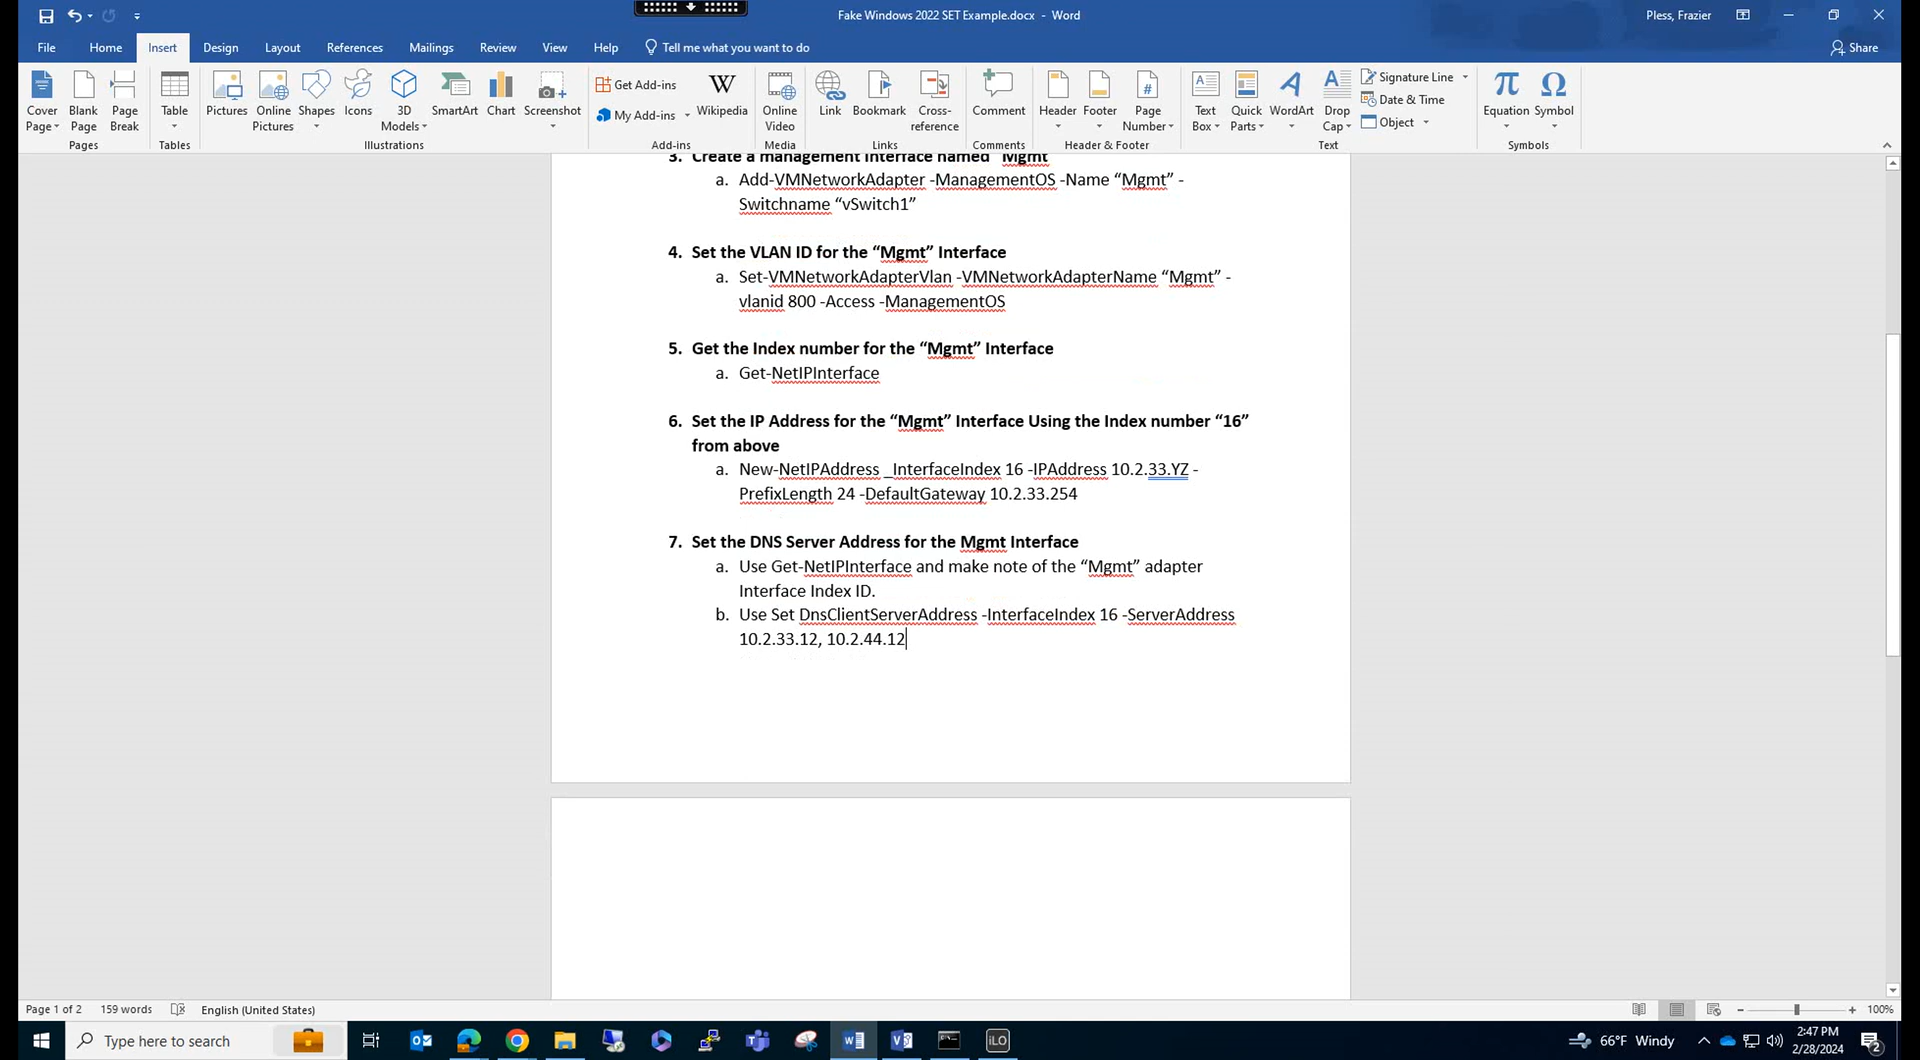 Fake Windows 2022 SET Example.docx - Word
Pless, Frazier
File Home Insert Design Layout References Mailings Review View Help Tell me what you want to do
Share
Cover Page
Blank Page
Page Break
Pages
Table
Tables
Pictures
Online Pictures
Shapes
Icons
3D Models
SmartArt
Chart
Screenshot
Illustrations
Get Add-ins
My Add-ins
Wikipedia
Add-ins
Online Video
Media
Link
Bookmark
Cross-reference
Links
Comment
Comments
Header
Footer
Page Number
Header & Footer
Text Box
Quick Parts
WordArt
Drop Cap
Signature Line
Date & Time
Object
Text
Equation
Symbol
Symbols
3. Create a management Interface named “Mgmt”
a. Add-VMNetworkAdapter -ManagementOS -Name “Mgmt” -
Switchname “vSwitch1”
4. Set the VLAN ID for the “Mgmt” Interface
a. Set-VMNetworkAdapterVlan -VMNetworkAdapterName “Mgmt” -
vlanid 800 -Access -ManagementOS
5. Get the Index number for the “Mgmt” Interface
a. Get-NetIPInterface
6. Set the IP Address for the “Mgmt” Interface Using the Index number “16”
from above
a. New-NetIPAddress _InterfaceIndex 16 -IPAddress 10.2.33.YZ -
PrefixLength 24 -DefaultGateway 10.2.33.254
7. Set the DNS Server Address for the Mgmt Interface
a. Use Get-NetIPInterface and make note of the “Mgmt” adapter
Interface Index ID.
b. Use Set DnsClientServerAddress -InterfaceIndex 16 -ServerAddress
10.2.33.12, 10.2.44.12
Page 1 of 2 159 words English (United States)
100%
Type here to search
iLO
66°F Windy
2:47 PM
2/28/2024
2